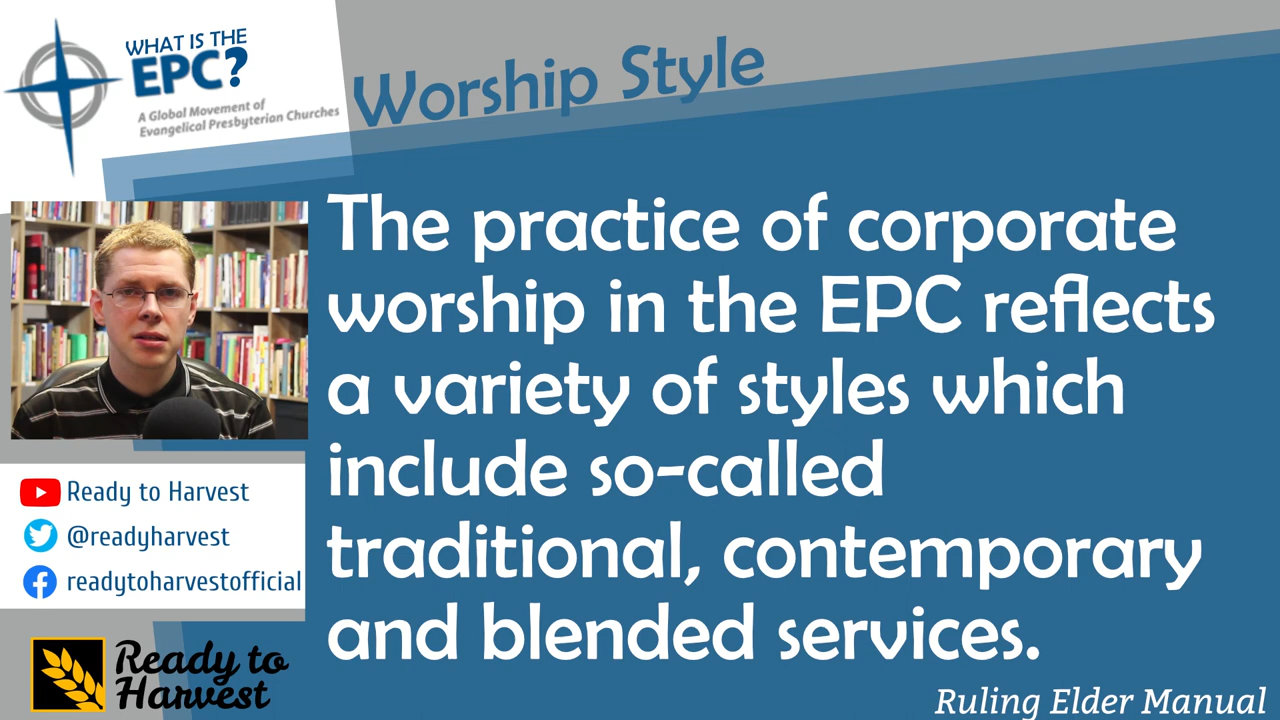 WHAT IS THE
EPC?
A Global Movement of
Evangelical Presbyterian Churches
Worship Style
The practice of corporate
worship in the EPC reflects
a variety of styles which
include so-called
traditional, contemporary
and blended services.
Ready to Harvest
@readyharvest
readytoharvestofficial
Ready to
Harvest
Ruling Elder Manual